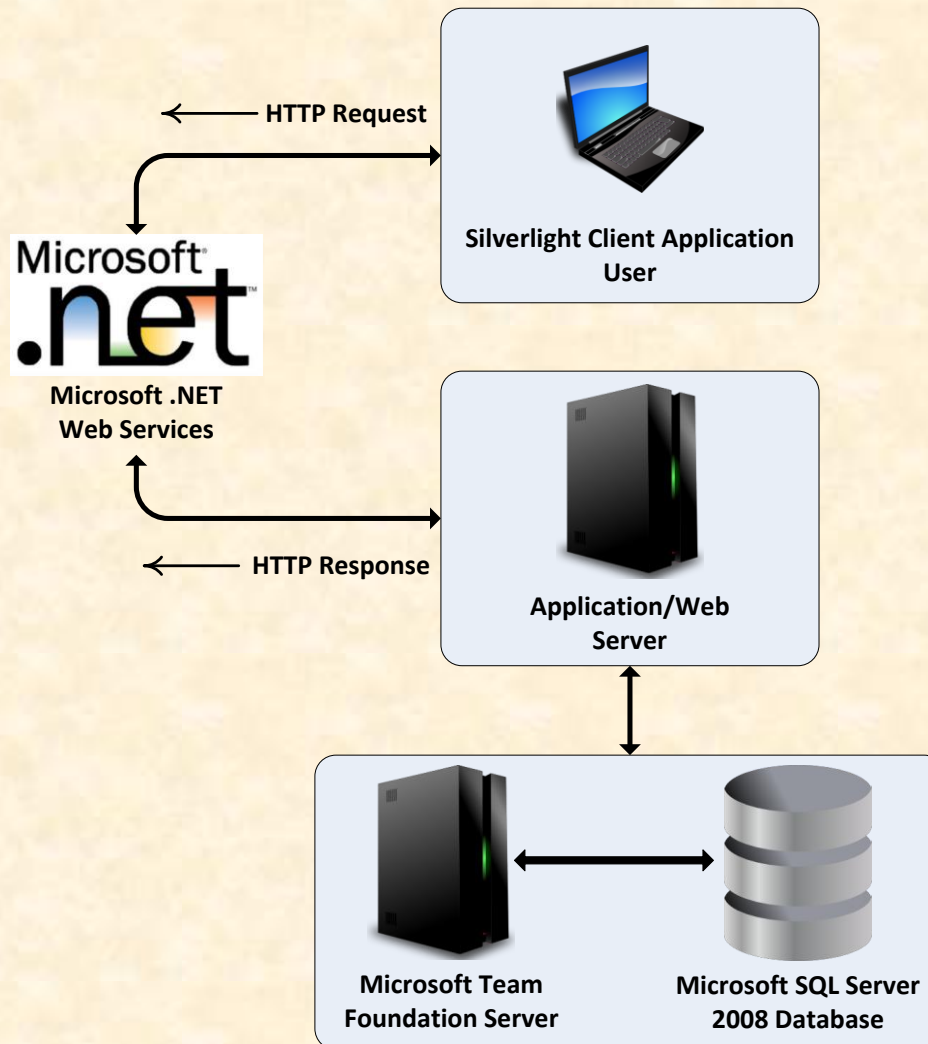 HTTP Request
Silverlight Client Application
User
Microsoft®
.net™
Microsoft .NET
Web Services
HTTP Response
Application/Web
Server
Microsoft Team
Foundation Server
Microsoft SQL Server
2008 Database